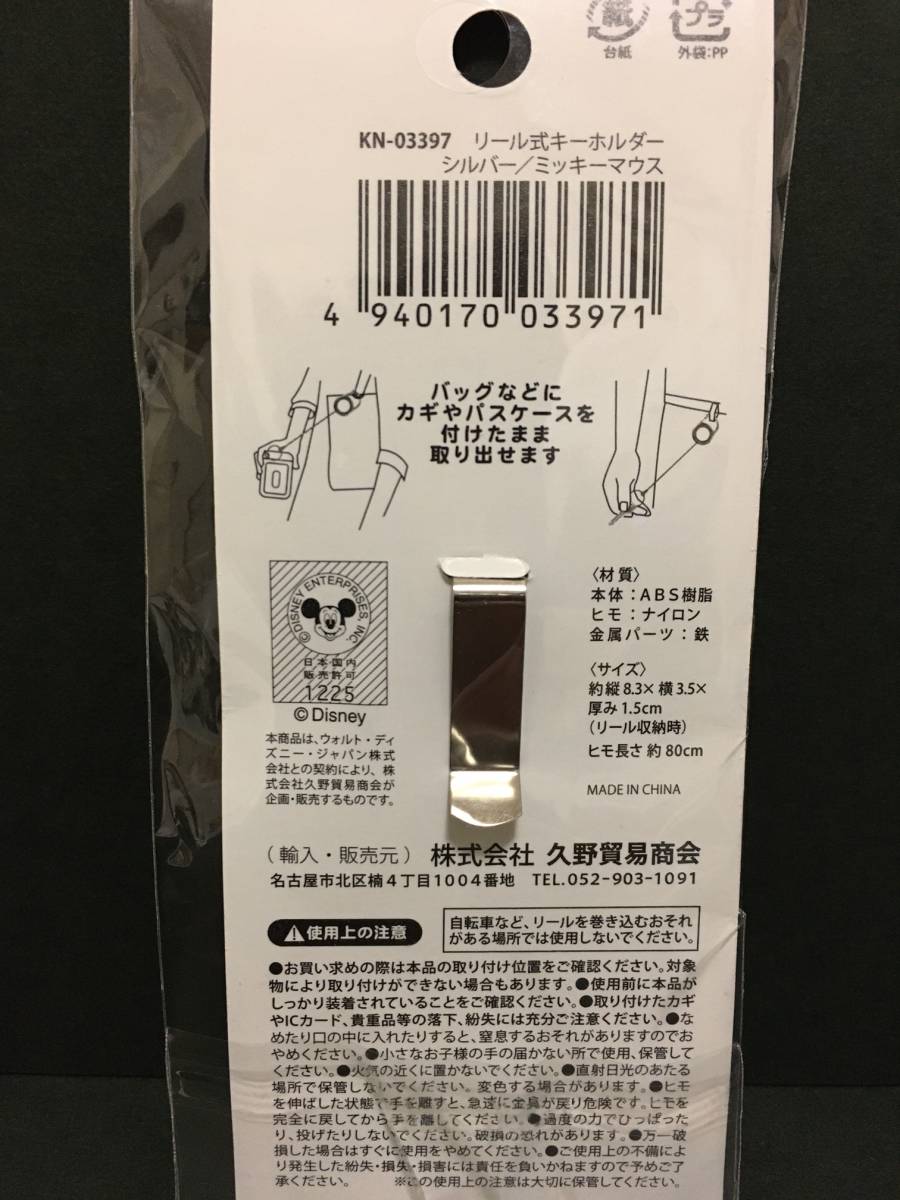 紙
台紙
プラ
外袋:PP
KN-03397 リール式キーホルダー
シルバー/ミッキーマウス
4 940170 033971
バッグなどに
カギやパスケースを
付けたまま
取り出せます
©DISNEY ENTERPRISES, INC.
日本国内
販売許可
1225
©Disney
本商品は、ウォルト・ディ
ズニー・ジャパン株式
会社との契約により、株
式会社久野貿易商会が
企画・販売するものです。
〈材質〉
本体:ABS樹脂
ヒモ:ナイロン
金属パーツ:鉄
〈サイズ〉
約縦8.3×横3.5×
厚み1.5cm
(リール収納時)
ヒモ長さ 約80cm
MADE IN CHINA
(輸入・販売元) 株式会社 久野貿易商会
名古屋市北区楠4丁目1004番地 TEL.052-903-1091
使用上の注意
自転車など、リールを巻き込むおそれ
がある場所では使用しないでください。
●お買い求めの際は本品の取り付け位置をご確認ください。対象
物により取り付けができない場合もあります。●使用前に本品が
しっかり装着されていることをご確認ください。●取り付けたカギ
やICカード、貴重品等の落下、紛失には充分ご注意ください。●な
めたり口の中に入れたりすると、窒息するおそれがありますのでお
やめください。●小さなお子様の手の届かない所で使用、保管して
ください。●火気の近くに置かないでください。●直射日光のあたる
場所で保管しないでください。変色する場合があります。●ヒモ
を伸ばした状態で手を離すと、急速に金具が戻り危険です。ヒモを
完全に戻してから手を離してください。●過度の力でひっぱった
り、投げたりしないでください。破損の恐れがあります。●万一破
損した場合はすぐに使用をやめてください。●ご使用上の不備によ
り発生した紛失・損失・損害には責任を負いかねますので予めご了
承ください。 ※この使用上の注意は大切に保管してください。